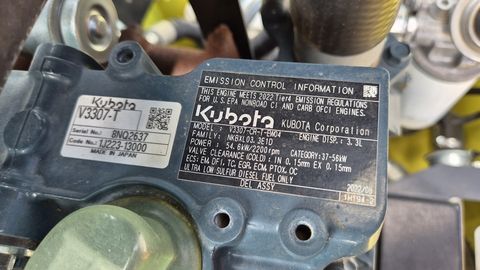 Kubota
V3307-T
Serial No.: 8NQ2637
Code No.: 1J223-13000
MADE IN JAPAN
EMISSION CONTROL INFORMATION
THIS ENGINE MEETS 2022 Tier4 EMISSION REGULATIONS
FOR U.S. EPA NONROAD CI AND CARB OFCI ENGINES.
Kubota KUBOTA Corporation
MODEL : V3307-CR-T-EW04
FAMILY: NKBXL03.3E1D ENGINE DISP. : 3.3L
POWER : 54.6kW/2200rpm CATEGORY: 37-56kW
VALVE CLEARANCE(COLD): IN 0.15mm EX 0.15mm
ECS: EM, DFI, TC, EGR, ECM, PTOX, OC
ULTRA LOW SULFUR DIESEL FUEL ONLY
DEL ASSY
2022/08
1H194-2